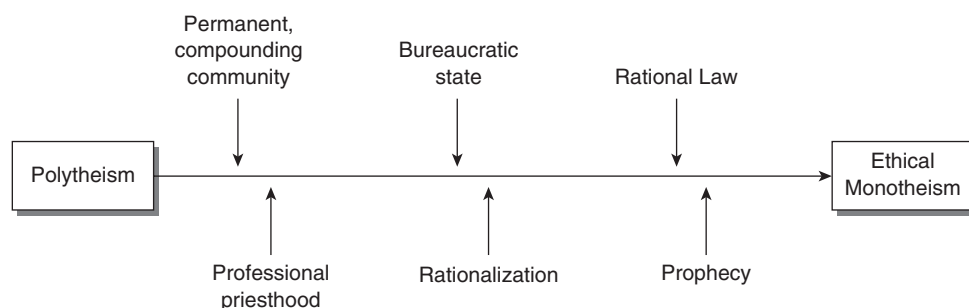 Permanent,
compounding
community
Bureaucratic
state
Rational Law
Polytheism
Ethical
Monotheism
Professional
priesthood
Rationalization
Prophecy